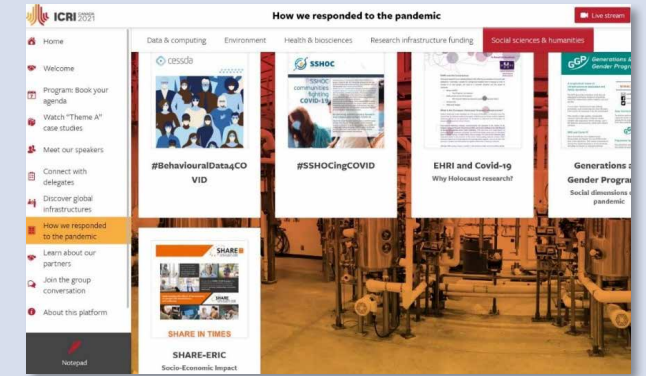 ICRI CANADA 2021
How we responded to the pandemic
Live stream
Home
Welcome
Program: Book your
agenda
Watch "Theme A"
case studies
Meet our speakers
Connect with
delegates
Discover global
infrastructures
How we responded
to the pandemic
Learn about our
partners
Join the group
conversation
About this platform
Notepad
Data & computing
Environment
Health & biosciences
Research infrastructure funding
Social sciences & humanities
cessda
#BehaviouralData4CO
VID
SSHOC
SSHOC
communities
fighting
COVID-19
#SSHOCingCOVID
EHRI and Covid-19
Why Holocaust research?
GGP Generations &
Gender Progra
Generations a
Gender Progra
Social dimensions o
pandemic
SHARE
SHARE
SHARE IN TIMES
SHARE-ERIC
Socio-Economic Impact